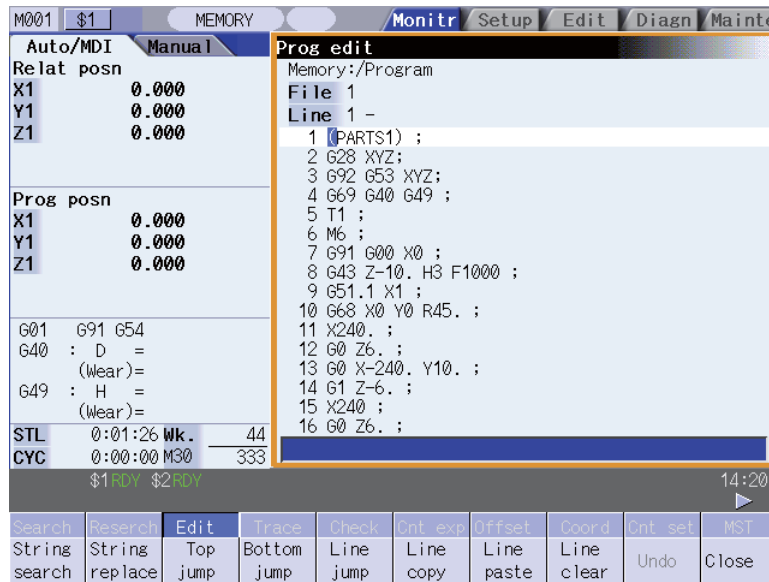 M001 $1 MEMORY Monitr Setup Edit Diagn Mainte
Auto/MDI Manual
Relat posn
X1 0.000
Y1 0.000
Z1 0.000
Prog posn
X1 0.000
Y1 0.000
Z1 0.000
G01 G91 G54
G40 : D =
(Wear)=
G49 : H =
(Wear)=
STL 0:01:26 Wk. 44
CYC 0:00:00 M30 333
Prog edit
Memory:/Program
File 1
Line 1 -
1 (PARTS1) ;
2 G28 XYZ;
3 G92 G53 XYZ;
4 G69 G40 G49 ;
5 T1 ;
6 M6 ;
7 G91 G00 X0 ;
8 G43 Z-10. H3 F1000 ;
9 G51.1 X1 ;
10 G68 X0 Y0 R45. ;
11 X240. ;
12 G0 Z6. ;
13 G0 X-240. Y10. ;
14 G1 Z-6. ;
15 X240 ;
16 G0 Z6. ;
$1 RDY $2 RDY 14:20
Search Reserch Edit Trace Check Cnt exp Offset Coord Cnt set MST
String search
String replace
Top jump
Bottom jump
Line jump
Line copy
Line paste
Line clear
Undo
Close